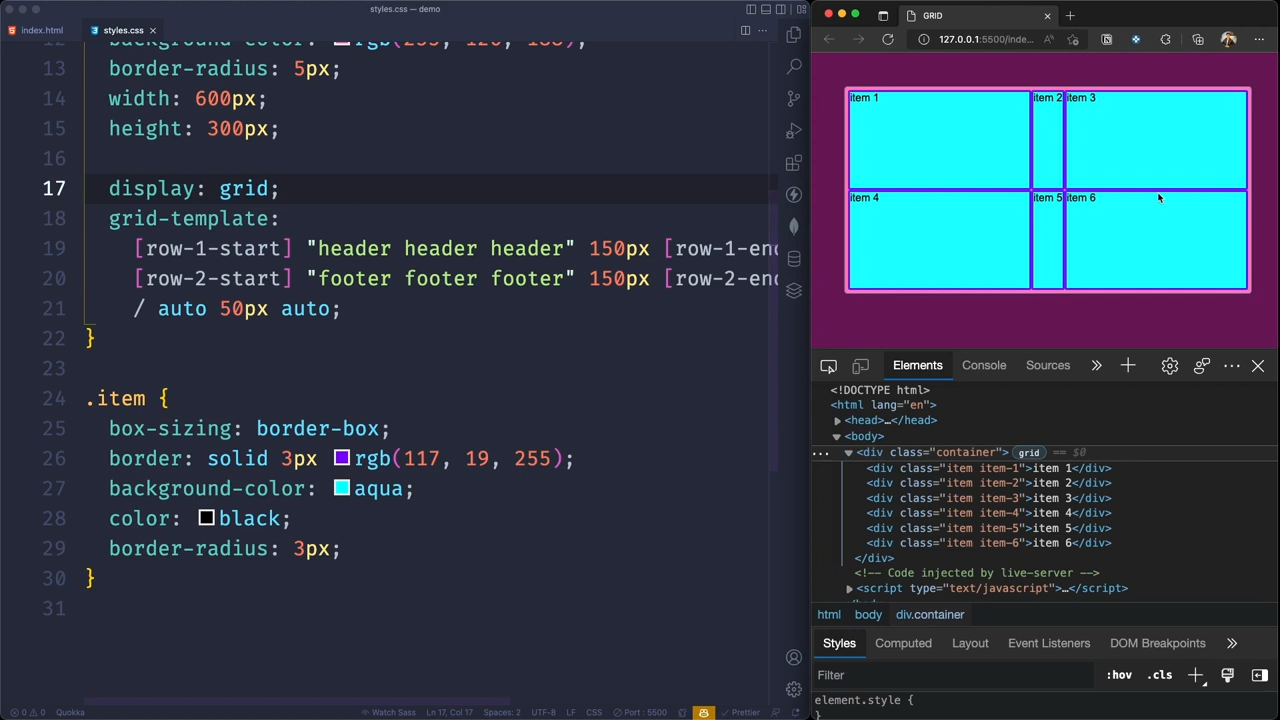 styles.css — demo
index.html
styles.css
12 background-color: rgb(255, 120, 188);
13 border-radius: 5px;
14 width: 600px;
15 height: 300px;
16
17 display: grid;
18 grid-template:
19 [row-1-start] "header header header" 150px [row-1-end
20 [row-2-start] "footer footer footer" 150px [row-2-end
21 / auto 50px auto;
22 }
23
24 .item {
25 box-sizing: border-box;
26 border: solid 3px rgb(117, 19, 255);
27 background-color: aqua;
28 color: black;
29 border-radius: 3px;
30 }
31
0 0 Quokka Watch Sass Ln 17, Col 17 Spaces: 2 UTF-8 LF CSS Port : 5500 Prettier
GRID
127.0.0.1:5500/inde...
item 1 item 2 item 3
item 4 item 5 item 6
Elements Console Sources
<!DOCTYPE html>
<html lang="en">
<head>…</head>
<body>
<div class="container"> grid == $0
<div class="item item-1">item 1</div>
<div class="item item-2">item 2</div>
<div class="item item-3">item 3</div>
<div class="item item-4">item 4</div>
<div class="item item-5">item 5</div>
<div class="item item-6">item 6</div>
</div>
<!-- Code injected by live-server -->
<script type="text/javascript">…</script>
html body div.container
Styles Computed Layout Event Listeners DOM Breakpoints
Filter :hov .cls
element.style {
}